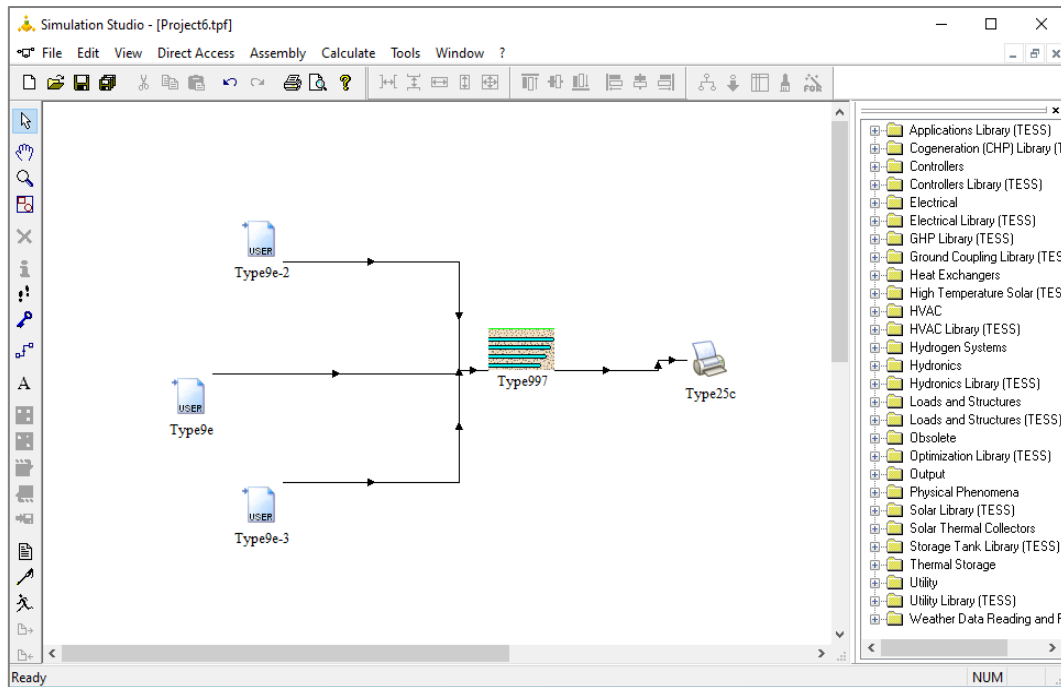 Simulation Studio - [Project6.tpf]
File Edit View Direct Access Assembly Calculate Tools Window ?
FOR
A
USER
Type9e-2
USER
Type9e
USER
Type9e-3
Type997
Type25c
Applications Library (TESS)
Cogeneration (CHP) Library (T
Controllers
Controllers Library (TESS)
Electrical
Electrical Library (TESS)
GHP Library (TESS)
Ground Coupling Library (TES
Heat Exchangers
High Temperature Solar (TES
HVAC
HVAC Library (TESS)
Hydrogen Systems
Hydronics
Hydronics Library (TESS)
Loads and Structures
Loads and Structures (TESS)
Obsolete
Optimization Library (TESS)
Output
Physical Phenomena
Solar Library (TESS)
Solar Thermal Collectors
Storage Tank Library (TESS)
Thermal Storage
Utility
Utility Library (TESS)
Weather Data Reading and F
Ready NUM